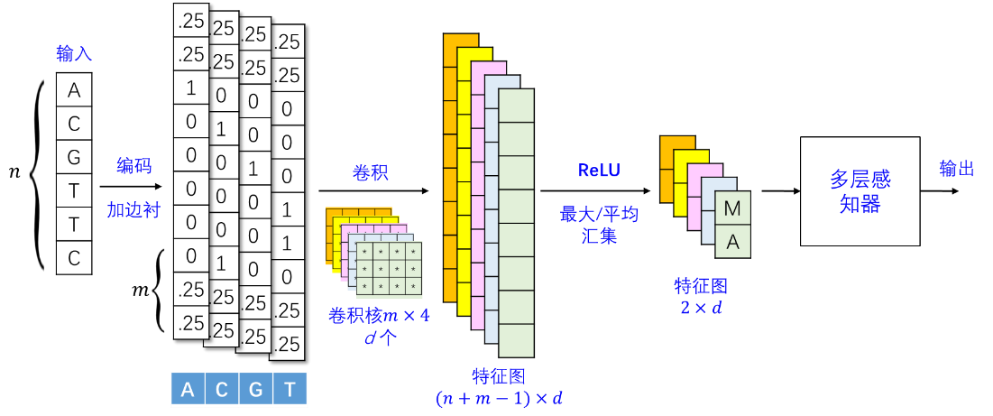 输入
A
C
G
T
T
C
n
编码
加边衬
.25 .25 .25 .25
.25 .25 .25 .25
1 0 0 0
0 1 0 0
0 0 1 0
0 0 0 1
0 0 0 1
0 1 0 0
.25 .25 .25 .25
.25 .25 .25 .25
m
A C G T
卷积
* * * *
* * * *
* * * *
卷积核m × 4
d 个
特征图
(n + m − 1) × d
ReLU
最大/平均
汇集
M
A
特征图
2 × d
多层感
知器
输出